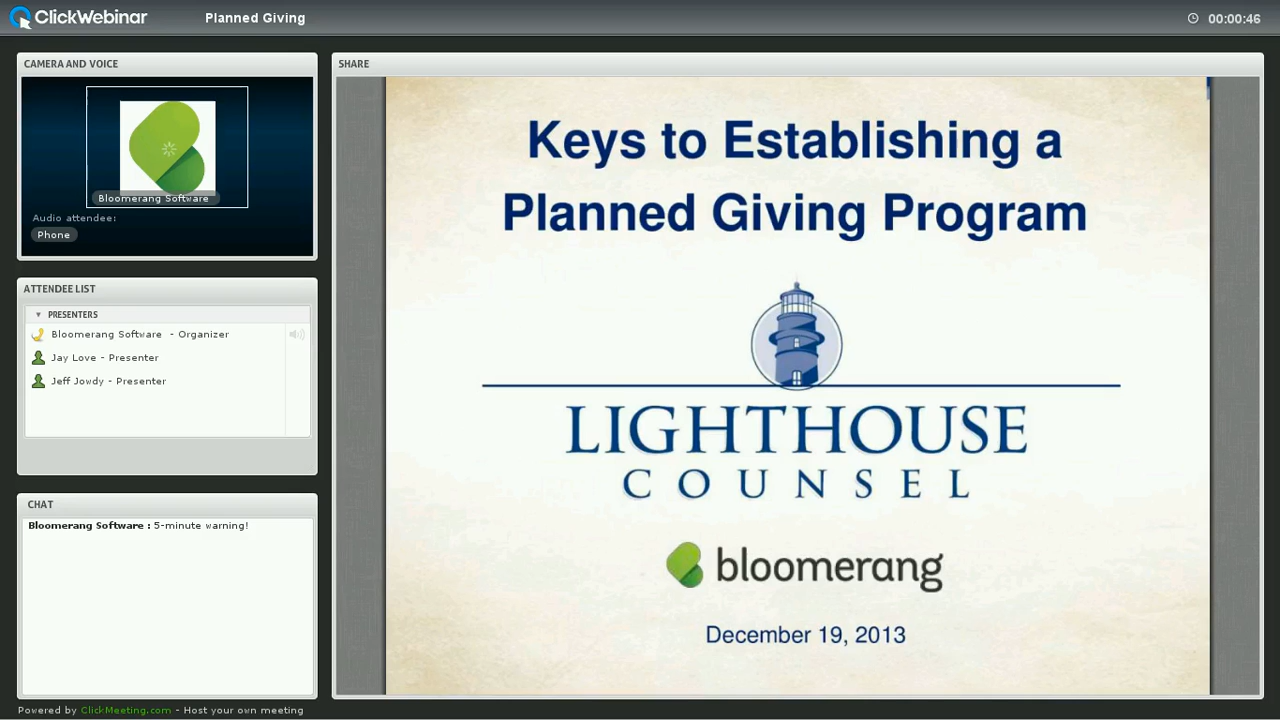 ClickWebinar
Planned Giving
00:00:46
CAMERA AND VOICE
Bloomerang Software
Audio attendee:
Phone
ATTENDEE LIST
PRESENTERS
Bloomerang Software - Organizer
Jay Love - Presenter
Jeff Jowdy - Presenter
CHAT
Bloomerang Software : 5-minute warning!
SHARE
Keys to Establishing a
Planned Giving Program
LIGHTHOUSE
COUNSEL
bloomerang
December 19, 2013
Powered by ClickMeeting.com - Host your own meeting